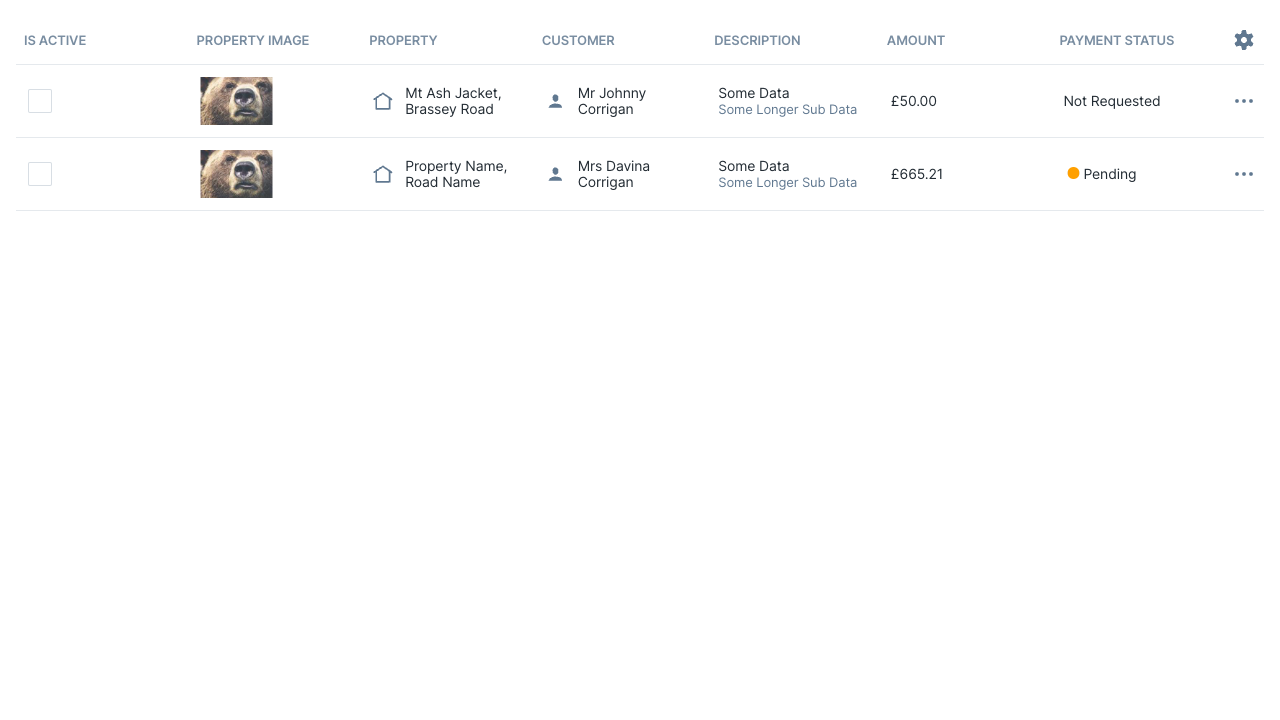 IS ACTIVE PROPERTY IMAGE PROPERTY CUSTOMER DESCRIPTION AMOUNT PAYMENT STATUS
Mt Ash Jacket,
Brassey Road
Mr Johnny
Corrigan
Some Data
Some Longer Sub Data
£50.00
Not Requested
Property Name,
Road Name
Mrs Davina
Corrigan
Some Data
Some Longer Sub Data
£665.21
Pending